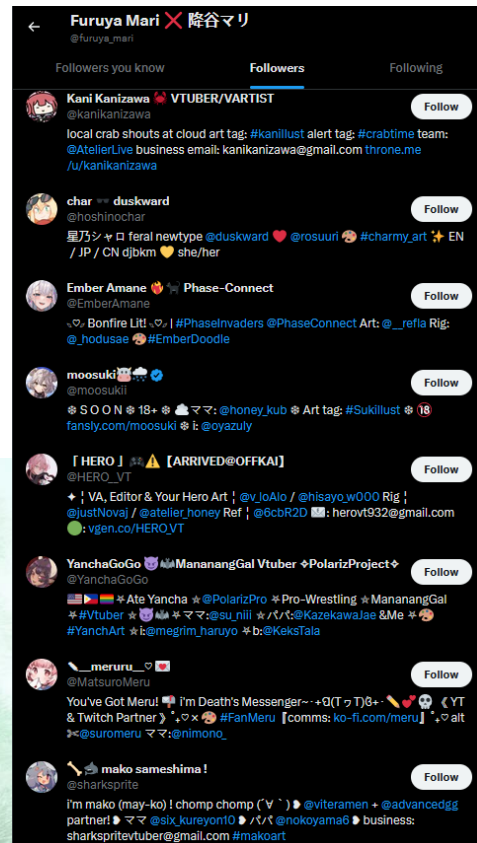 Furuya Mari ❌ 降谷マリ
@furuya_mari
Followers you know Followers Following
Kani Kanizawa 🦀 VTUBER/VARTIST
@kanikanizawa
Follow
local crab shouts at cloud art tag: #kanillust alert tag: #crabtime team:
@AtelierLive business email: kanikanizawa@gmail.com throne.me
/u/kanikanizawa
char 🕶️ duskward
@hoshinochar
Follow
星乃シャロ feral newtype @duskward ❤️ @rosuuri 🎨 #charmy_art ✨ EN
/ JP / CN djbkm 💛 she/her
Ember Amane ❤️‍🔥🐈‍⬛ Phase-Connect
@EmberAmane
Follow
Bonfire Lit! | #PhaseInvaders @PhaseConnect Art: @__refla Rig:
@_hodusae 🎨#EmberDoodle
moosuki🐮🌧️
@moosukii
Follow
❄ S O O N ❄ 18+ ❄ ☁️ママ: @honey_kub ❄ Art tag: #Sukillust ❄ 🔞
fansly.com/moosuki ❄ i: @oyazuly
「 HERO 」🎮⚠️【ARRIVED@OFFKAI】
@HERO_VT
Follow
✦ ¦ VA, Editor & Your Hero Art ¦ @v_loAlo / @hisayo_w000 Rig ¦
@justNovaj / @atelier_honey Ref ¦ @6cbR2D ✉️: herovt932@gmail.com
🟢: vgen.co/HERO_VT
YanchaGoGo 😈🦇ManananGal Vtuber ✧PolarizProject✧
@YanchaGoGo
Follow
🇺🇸🇵🇭🏳️‍🌈⛧Ate Yancha ⛧@PolarizPro ⛧Pro-Wrestling ⛧ManananGal
⛧#Vtuber ⛧😈🦇⛧ママ:@su_niii ⛧パパ:@KazekawaJae &Me ⛧🎨
#YanchArt ⛧i:@megrim_haruyo ⛧b:@KeksTala
__meruru__♡ 💌
@MatsuroMeru
Follow
You've Got Meru! 📮 i'm Death's Messenger 💕💀 《 YT
& Twitch Partner 》˚₊♡× 🎨 #FanMeru『comms: ko-fi.com/meru』˚₊♡ alt
✄@suromeru ママ:@nimono_
🦴🦈 mako sameshima !
@sharksprite
Follow
i'm mako (may-ko) ! chomp chomp (´∀｀) ❥ @viteramen + @advancedgg
partner! ❥ ママ @six_kureyon10 ❥ パパ @nokoyama6 ❥ business:
sharkspritevtuber@gmail.com #makoart